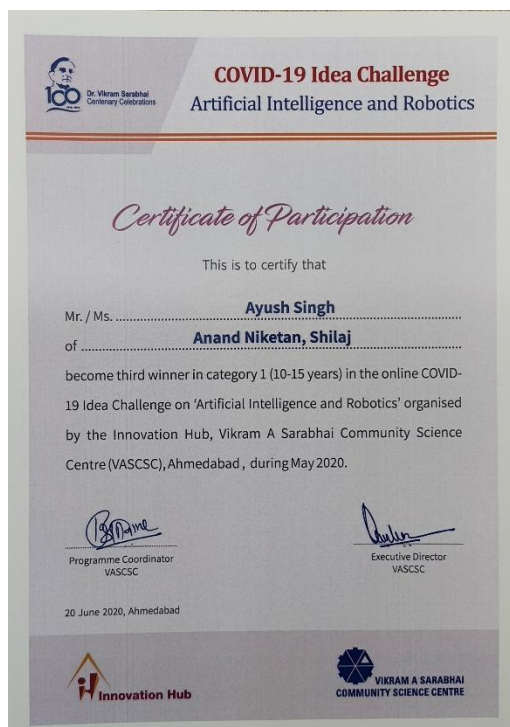 100
Dr. Vikram Sarabhai
Centenary Celebrations
COVID-19 Idea Challenge
Artificial Intelligence and Robotics
Certificate of Participation
This is to certify that
Mr. / Ms. Ayush Singh
of Anand Niketan, Shilaj
become third winner in category 1 (10-15 years) in the online COVID-
19 Idea Challenge on 'Artificial Intelligence and Robotics' organised
by the Innovation Hub, Vikram A Sarabhai Community Science
Centre (VASCSC), Ahmedabad , during May 2020.
Programme Coordinator
VASCSC
Executive Director
VASCSC
20 June 2020, Ahmedabad
Innovation Hub
VIKRAM A SARABHAI
COMMUNITY SCIENCE CENTRE